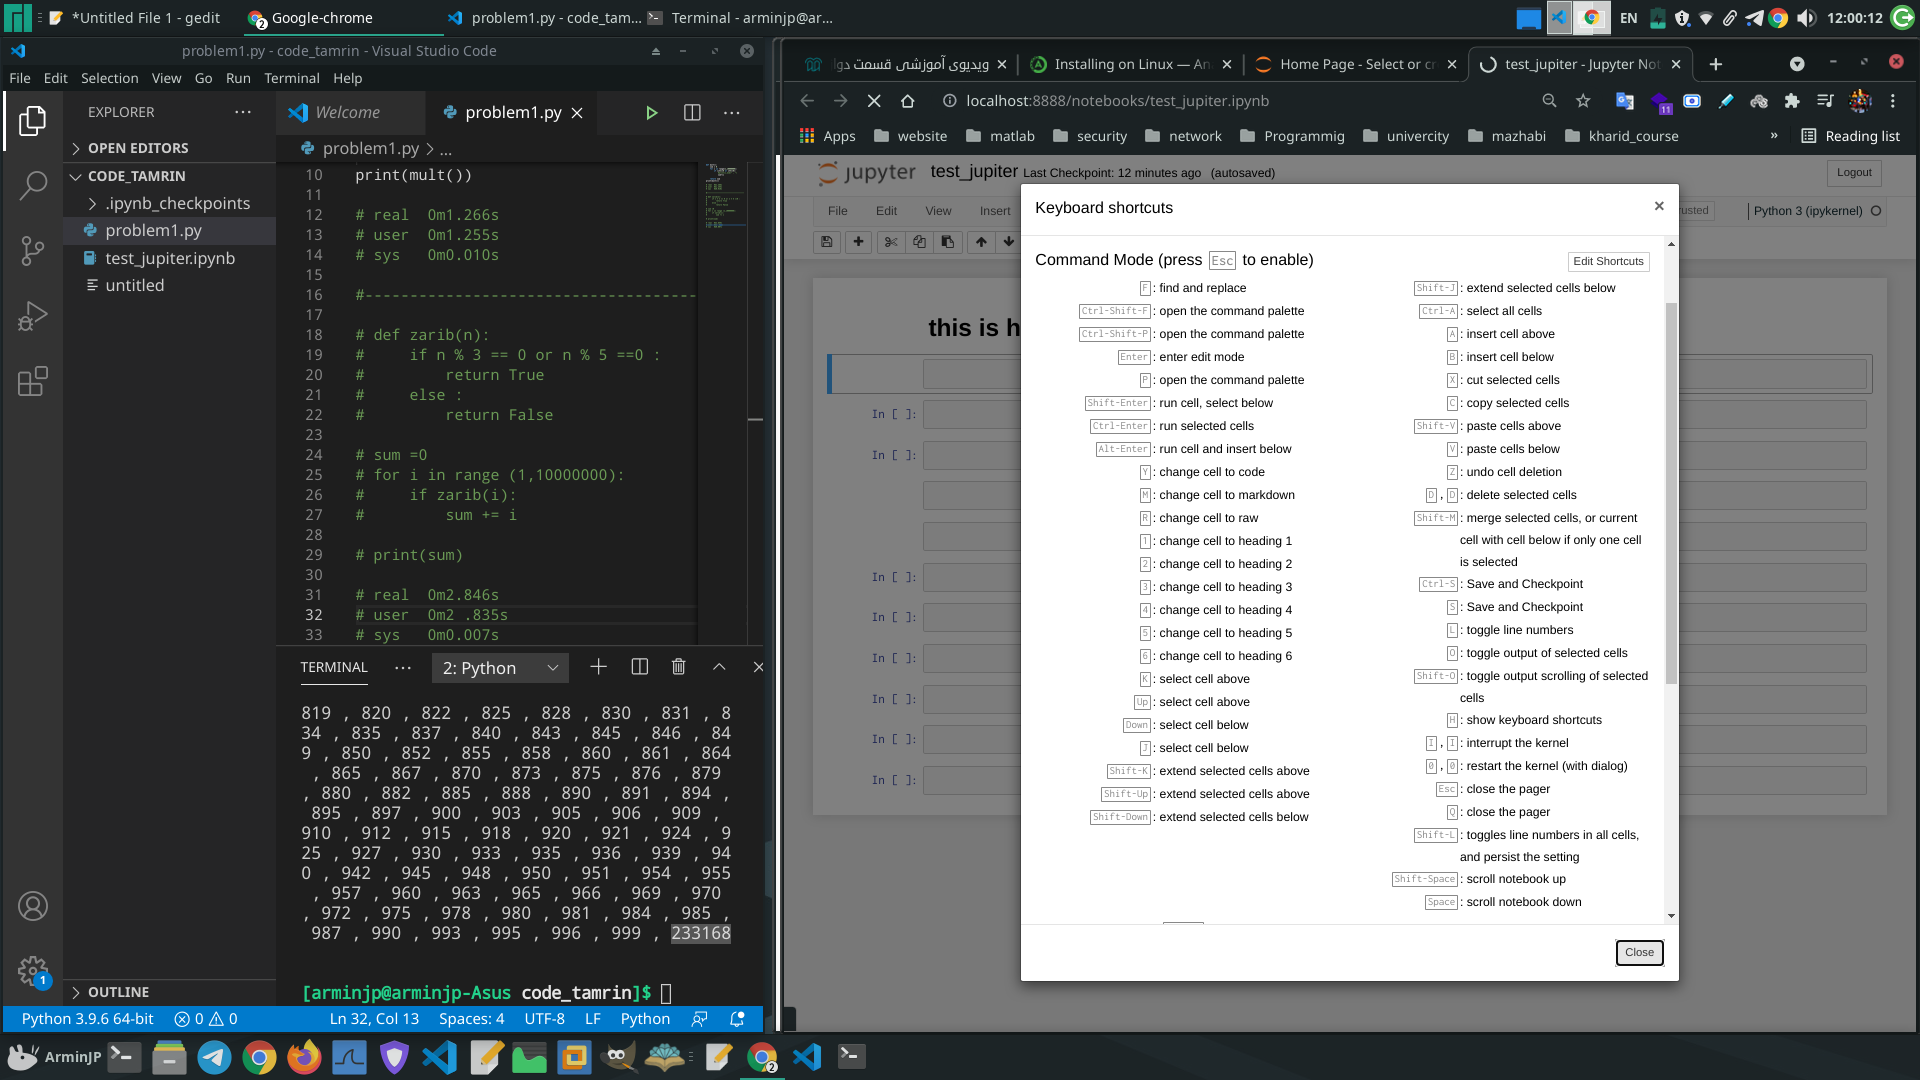 *Untitled File 1 - gedit
Google-chrome
problem1.py - code_tam...
Terminal - arminjp@ar...
EN
12:00:12
problem1.py - code_tamrin - Visual Studio Code
File Edit Selection View Go Run Terminal Help
EXPLORER
OPEN EDITORS
CODE_TAMRIN
.ipynb_checkpoints
problem1.py
test_jupiter.ipynb
untitled
OUTLINE
Welcome
problem1.py
problem1.py > ...
10 print(mult())
11
12 # real 0m1.266s
13 # user 0m1.255s
14 # sys 0m0.010s
15
16 #-------------------------------------
17
18 # def zarib(n):
19 #     if n % 3 == 0 or n % 5 ==0 :
20 #         return True
21 #     else :
22 #         return False
23
24 # sum =0
25 # for i in range (1,10000000):
26 #     if zarib(i):
27 #         sum += i
28
29 # print(sum)
30
31 # real 0m2.846s
32 # user 0m2 .835s
33 # sys 0m0.007s
TERMINAL ... 2: Python
819 , 820 , 822 , 825 , 828 , 830 , 831 , 8
34 , 835 , 837 , 840 , 843 , 845 , 846 , 84
9 , 850 , 852 , 855 , 858 , 860 , 861 , 864
, 865 , 867 , 870 , 873 , 875 , 876 , 879
, 880 , 882 , 885 , 888 , 890 , 891 , 894 ,
895 , 897 , 900 , 903 , 905 , 906 , 909 ,
910 , 912 , 915 , 918 , 920 , 921 , 924 , 9
25 , 927 , 930 , 933 , 935 , 936 , 939 , 94
0 , 942 , 945 , 948 , 950 , 951 , 954 , 955
, 957 , 960 , 963 , 965 , 966 , 969 , 970
, 972 , 975 , 978 , 980 , 981 , 984 , 985 ,
987 , 990 , 993 , 995 , 996 , 999 , 233168
[arminjp@arminjp-Asus code_tamrin]$
1
Python 3.9.6 64-bit 0 0 Ln 32, Col 13 Spaces: 4 UTF-8 LF Python
ویدیوی آموزشی قسمت دوا
Installing on Linux — An
Home Page - Select or cr
test_jupiter - Jupyter Not
localhost:8888/notebooks/test_jupiter.ipynb
11
Apps website matlab security network Programmig univercity mazhabi kharid_course » Reading list
jupyter test_jupiter Last Checkpoint: 12 minutes ago (autosaved) Logout
File Edit View Insert
rusted Python 3 (ipykernel)
this is h
In [ ]:
In [ ]:
In [ ]:
In [ ]:
In [ ]:
In [ ]:
In [ ]:
In [ ]:
Keyboard shortcuts ×
Command Mode (press Esc to enable)
Edit Shortcuts
F : find and replace
Ctrl-Shift-F : open the command palette
Ctrl-Shift-P : open the command palette
Enter : enter edit mode
P : open the command palette
Shift-Enter : run cell, select below
Ctrl-Enter : run selected cells
Alt-Enter : run cell and insert below
Y : change cell to code
M : change cell to markdown
R : change cell to raw
1 : change cell to heading 1
2 : change cell to heading 2
3 : change cell to heading 3
4 : change cell to heading 4
5 : change cell to heading 5
6 : change cell to heading 6
K : select cell above
Up : select cell above
Down : select cell below
J : select cell below
Shift-K : extend selected cells above
Shift-Up : extend selected cells above
Shift-Down : extend selected cells below
Shift-J : extend selected cells below
Ctrl-A : select all cells
A : insert cell above
B : insert cell below
X : cut selected cells
C : copy selected cells
Shift-V : paste cells above
V : paste cells below
Z : undo cell deletion
D , D : delete selected cells
Shift-M : merge selected cells, or current
cell with cell below if only one cell
is selected
Ctrl-S : Save and Checkpoint
S : Save and Checkpoint
L : toggle line numbers
O : toggle output of selected cells
Shift-O : toggle output scrolling of selected
cells
H : show keyboard shortcuts
I , I : interrupt the kernel
0 , 0 : restart the kernel (with dialog)
Esc : close the pager
Q : close the pager
Shift-L : toggles line numbers in all cells,
and persist the setting
Shift-Space : scroll notebook up
Space : scroll notebook down
Close
ArminJP
2